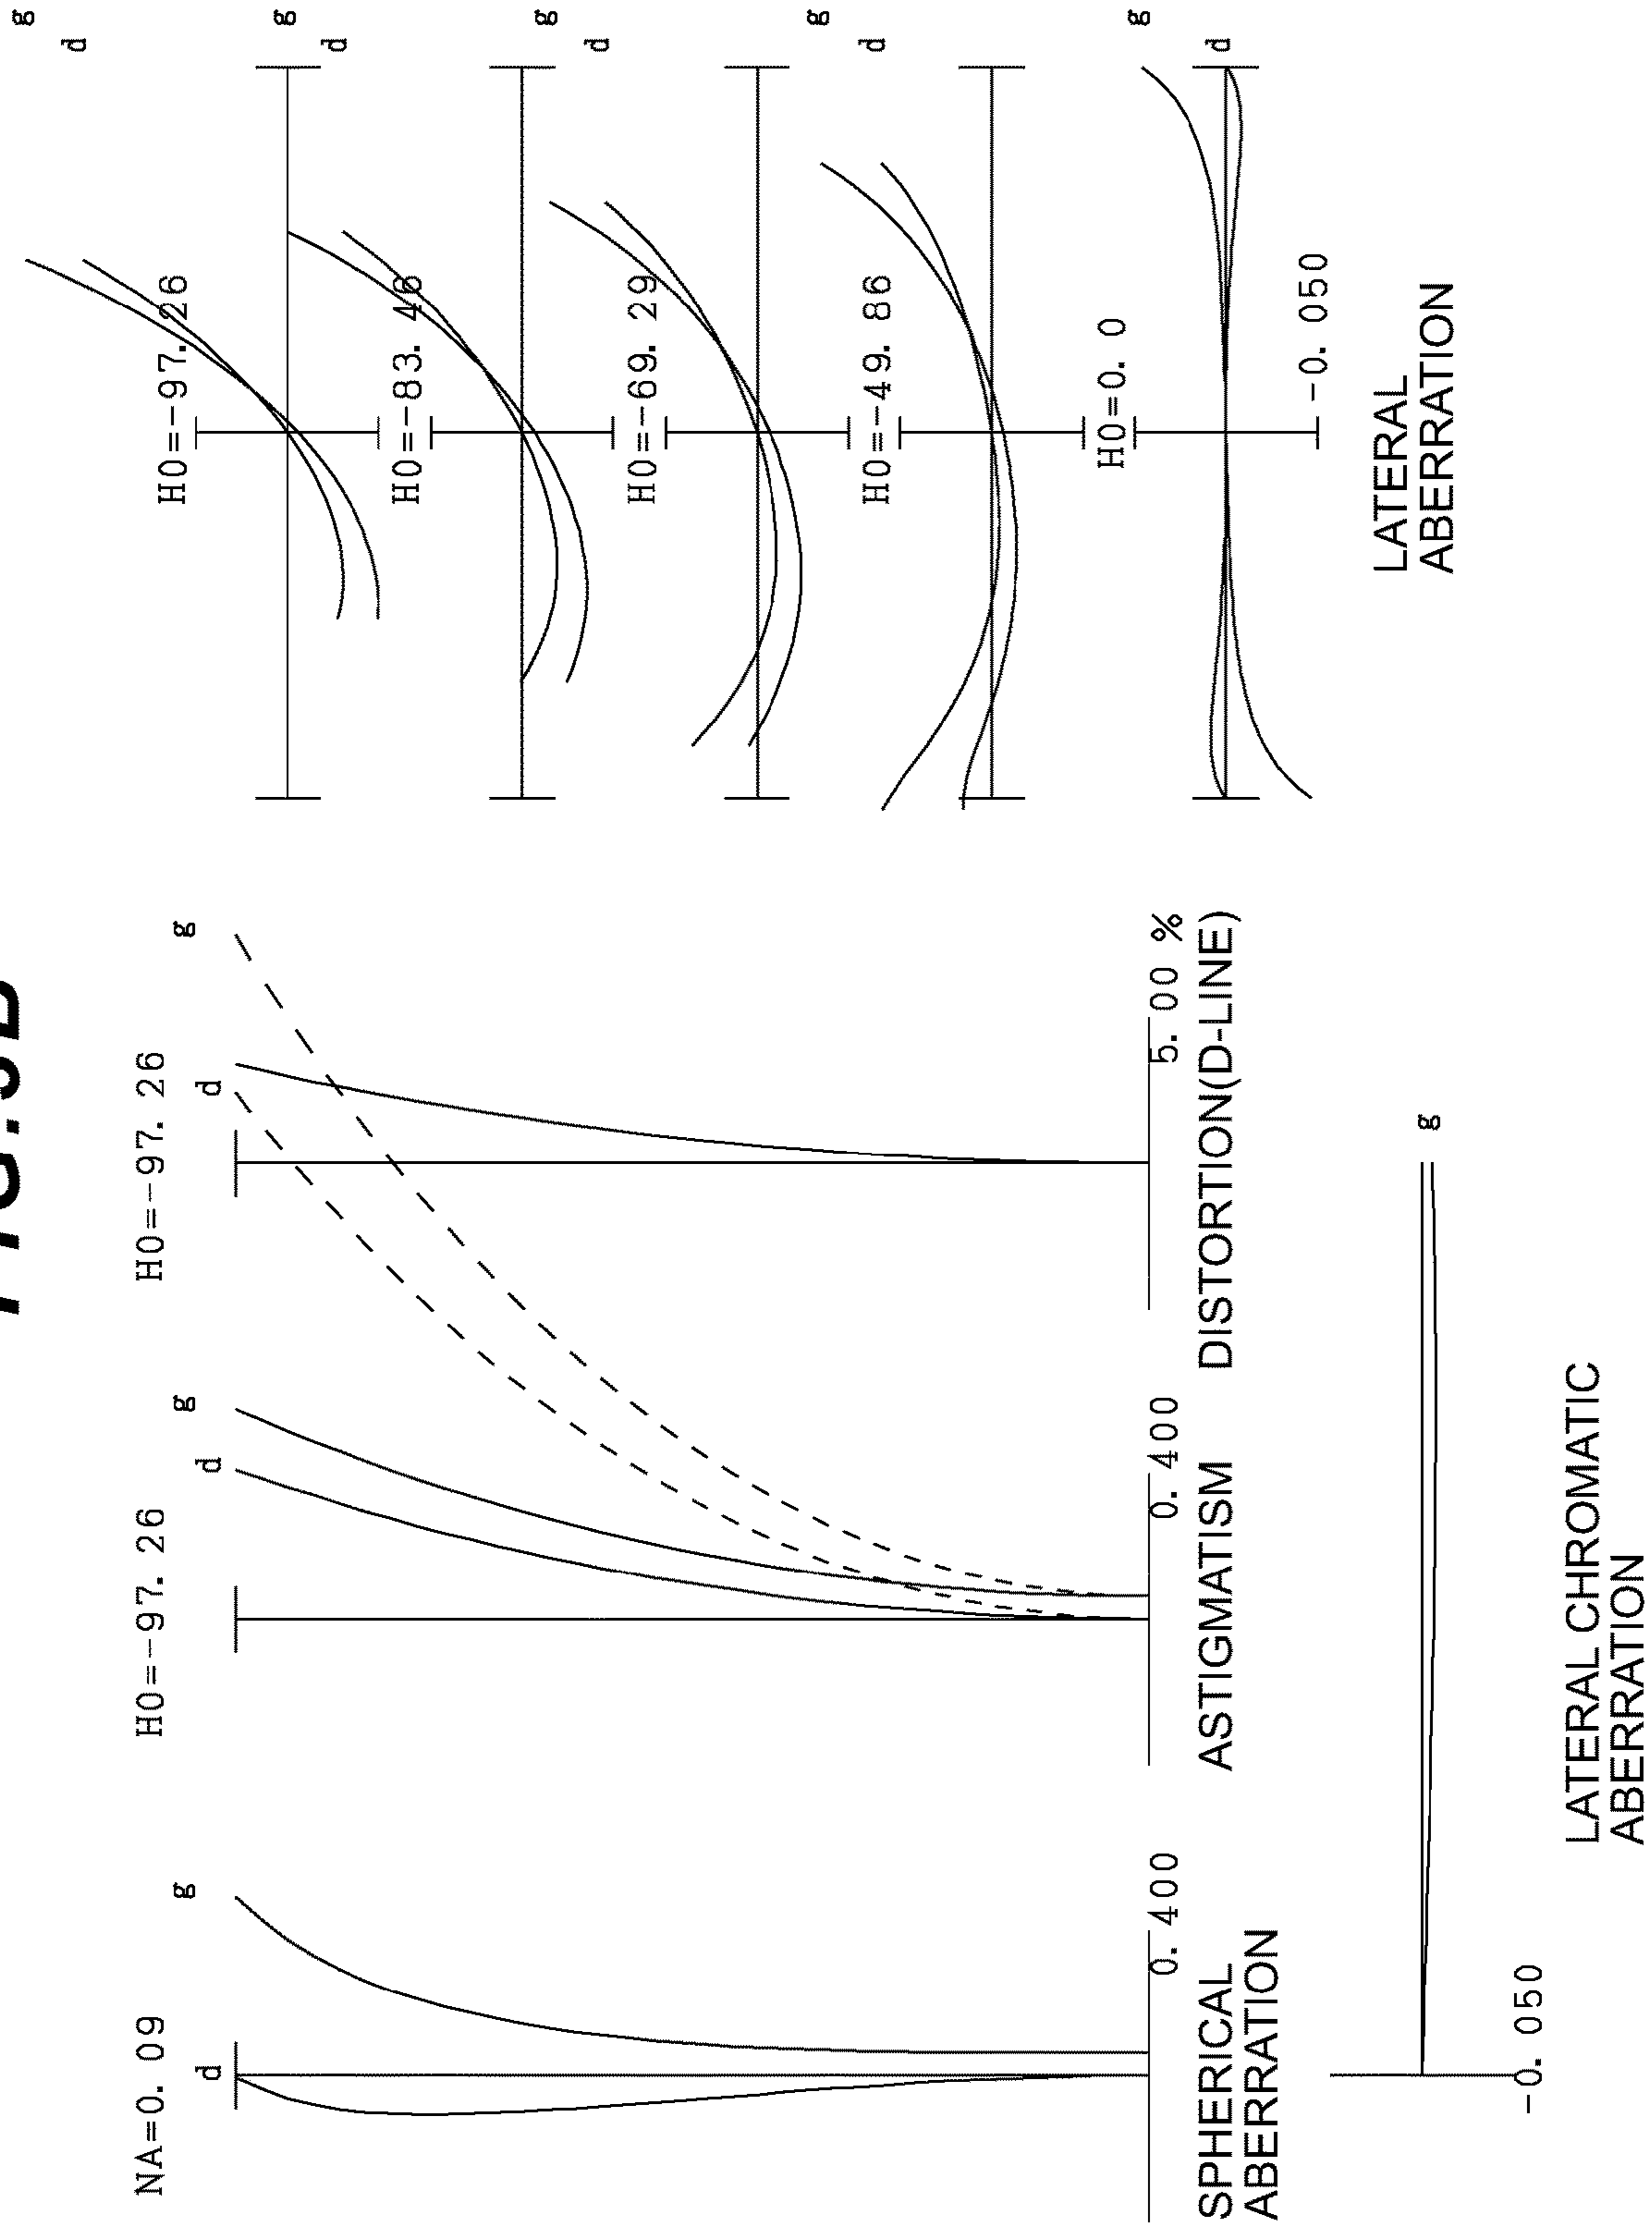 NA=0. 09
d
g
0. 400
SPHERICAL
ABERRATION
H0=-97. 26
d
g
d
g
0. 400
ASTIGMATISM
H0=-97. 26
5. 00 %
DISTORTION(D-LINE)
g
-0. 050
LATERAL CHROMATIC
ABERRATION
g
d
H0=-97. 26
g
d
H0=-83. 46
g
d
H0=-69. 29
g
d
H0=-49. 86
g
d
H0=0. 0
-0. 050
LATERAL
ABERRATION